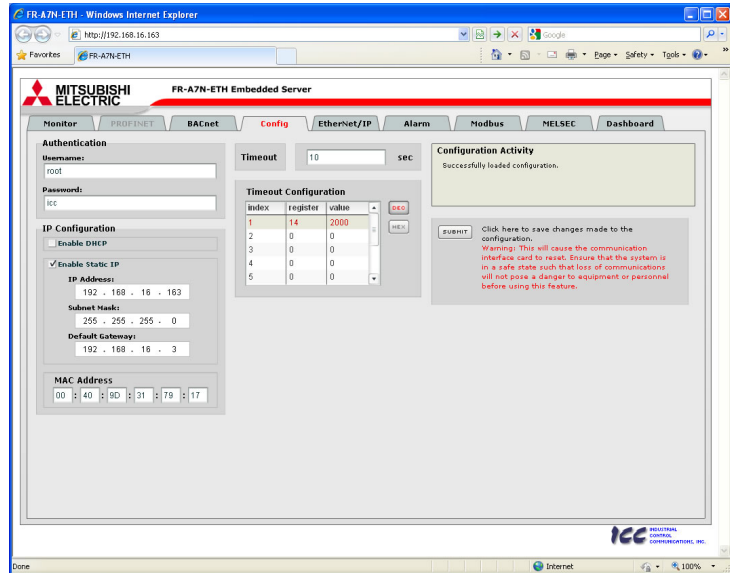 FR-A7N-ETH - Windows Internet Explorer
http://192.168.16.163
Google
Favorites
FR-A7N-ETH
Page
Safety
Tools
MITSUBISHI
ELECTRIC
FR-A7N-ETH Embedded Server
Monitor
PROFINET
BACnet
Config
EtherNet/IP
Alarm
Modbus
MELSEC
Dashboard
Authentication
Username:
root
Password:
icc
IP Configuration
Enable DHCP
Enable Static IP
IP Address:
192 . 168 . 16 . 163
Subnet Mask:
255 . 255 . 255 . 0
Default Gateway:
192 . 168 . 16 . 3
MAC Address
00 : 40 : 9D : 31 : 79 : 17
Timeout 10 sec
Timeout Configuration
index register value
1 14 2000
2 0 0
3 0 0
4 0 0
5 0 0
DEC
HEX
Configuration Activity
Successfully loaded configuration.
SUBMIT
Click here to save changes made to the
configuration.
Warning: This will cause the communication
interface card to reset. Ensure that the system is
in a safe state such that loss of communications
will not pose a danger to equipment or personnel
before using this feature.
ICC
INDUSTRIAL
CONTROL
COMMUNICATIONS, INC.
Done
Internet
100%